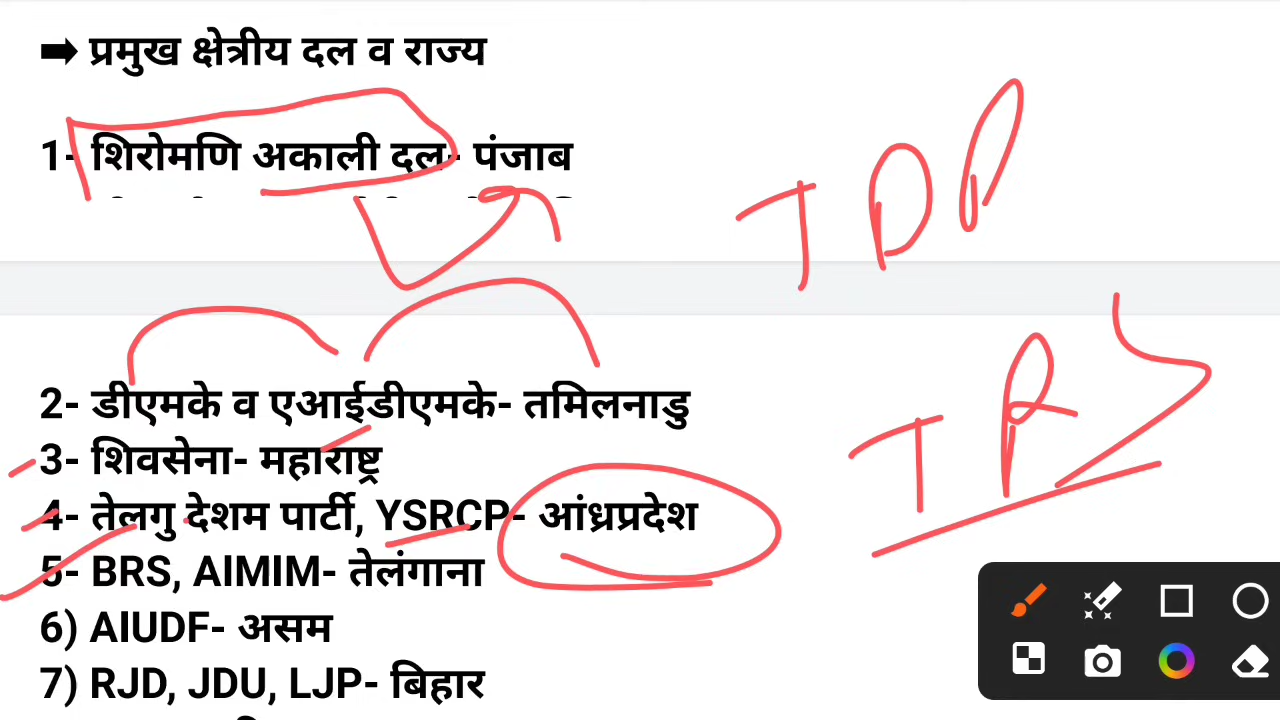 ➡ प्रमुख क्षेत्रीय दल व राज्य
1- शिरोमणि अकाली दल- पंजाब
TDP
2- डीएमके व एआईडीएमके- तमिलनाडु
TRS
3- शिवसेना- महाराष्ट्र
4- तेलगु देशम पार्टी, YSRCP- आंध्रप्रदेश
5- BRS, AIMIM- तेलंगाना
6) AIUDF- असम
7) RJD, JDU, LJP- बिहार